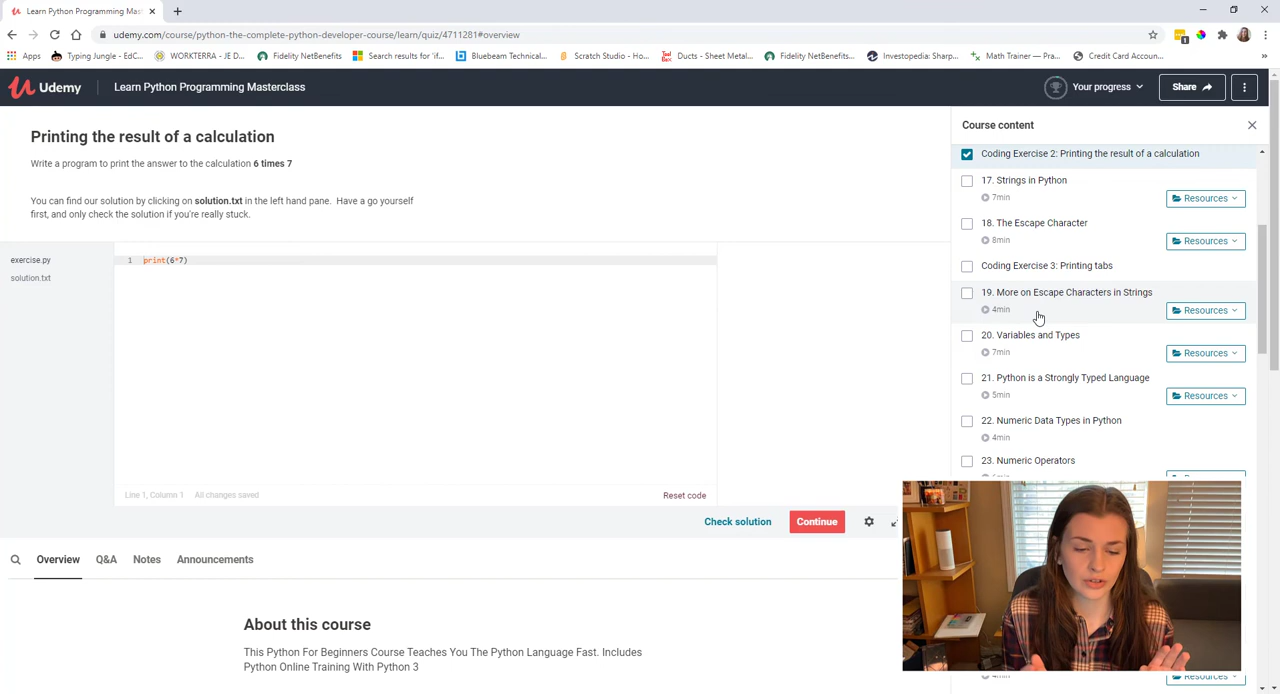 Learn Python Programming Mas
udemy.com/course/python-the-complete-python-developer-course/learn/quiz/4711281#overview
Apps
Typing Jungle - EdC...
WORKTERRA - JE D...
Fidelity NetBenefits
Search results for 'if...
Bluebeam Technical...
Scratch Studio - Ho...
Ducts - Sheet Metal...
Fidelity NetBenefits...
Investopedia: Sharp...
Math Trainer — Pra...
Credit Card Accoun...
Udemy
Learn Python Programming Masterclass
Your progress
Share
Printing the result of a calculation
Write a program to print the answer to the calculation 6 times 7
You can find our solution by clicking on solution.txt in the left hand pane. Have a go yourself
first, and only check the solution if you're really stuck.
exercise.py
solution.txt
1 print(6*7)
Line 1, Column 1 All changes saved
Reset code
Check solution
Continue
Overview Q&A Notes Announcements
About this course
This Python For Beginners Course Teaches You The Python Language Fast. Includes
Python Online Training With Python 3
Course content
Coding Exercise 2: Printing the result of a calculation
17. Strings in Python
7min
Resources
18. The Escape Character
8min
Resources
Coding Exercise 3: Printing tabs
19. More on Escape Characters in Strings
4min
Resources
20. Variables and Types
7min
Resources
21. Python is a Strongly Typed Language
5min
Resources
22. Numeric Data Types in Python
4min
23. Numeric Operators
Resources